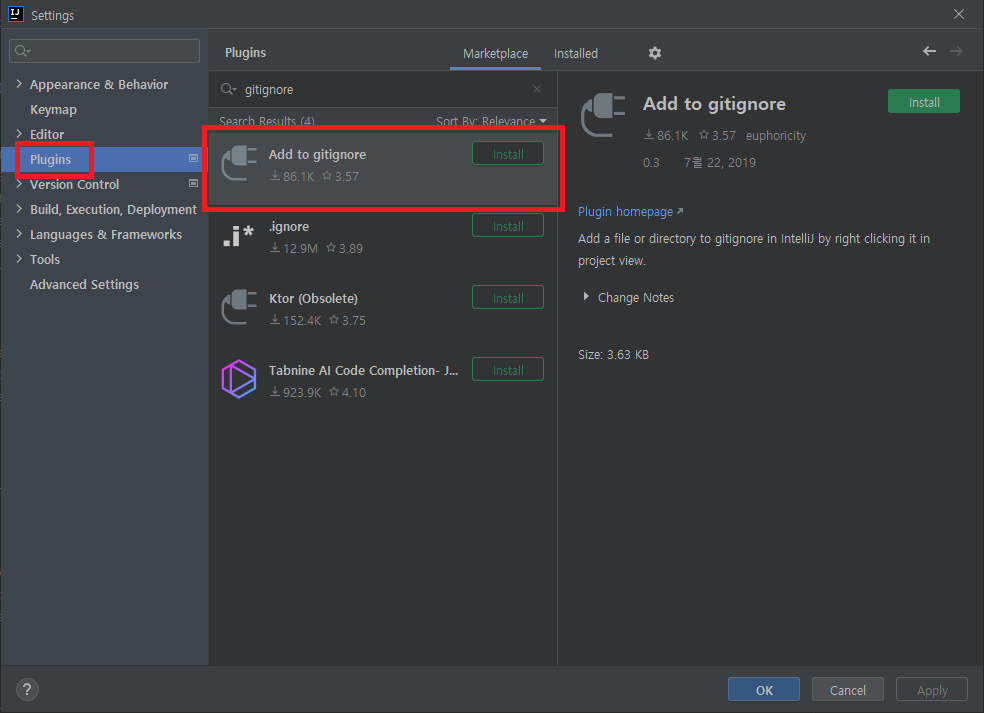 IJ Settings
Plugins
Marketplace
Installed
gitignore
Appearance & Behavior
Keymap
Editor
Plugins
Version Control
Build, Execution, Deployment
Languages & Frameworks
Tools
Advanced Settings
Search Results (4)
Sort By: Relevance
Add to gitignore
Install
86.1K 3.57
.i* .ignore
Install
12.9M 3.89
Ktor (Obsolete)
Install
152.4K 3.75
Tabnine AI Code Completion- J...
Install
923.9K 4.10
Add to gitignore
Install
86.1K 3.57 euphoricity
0.3 7월 22, 2019
Plugin homepage
Add a file or directory to gitignore in IntelliJ by right clicking it in
project view.
Change Notes
Size: 3.63 KB
?
OK
Cancel
Apply